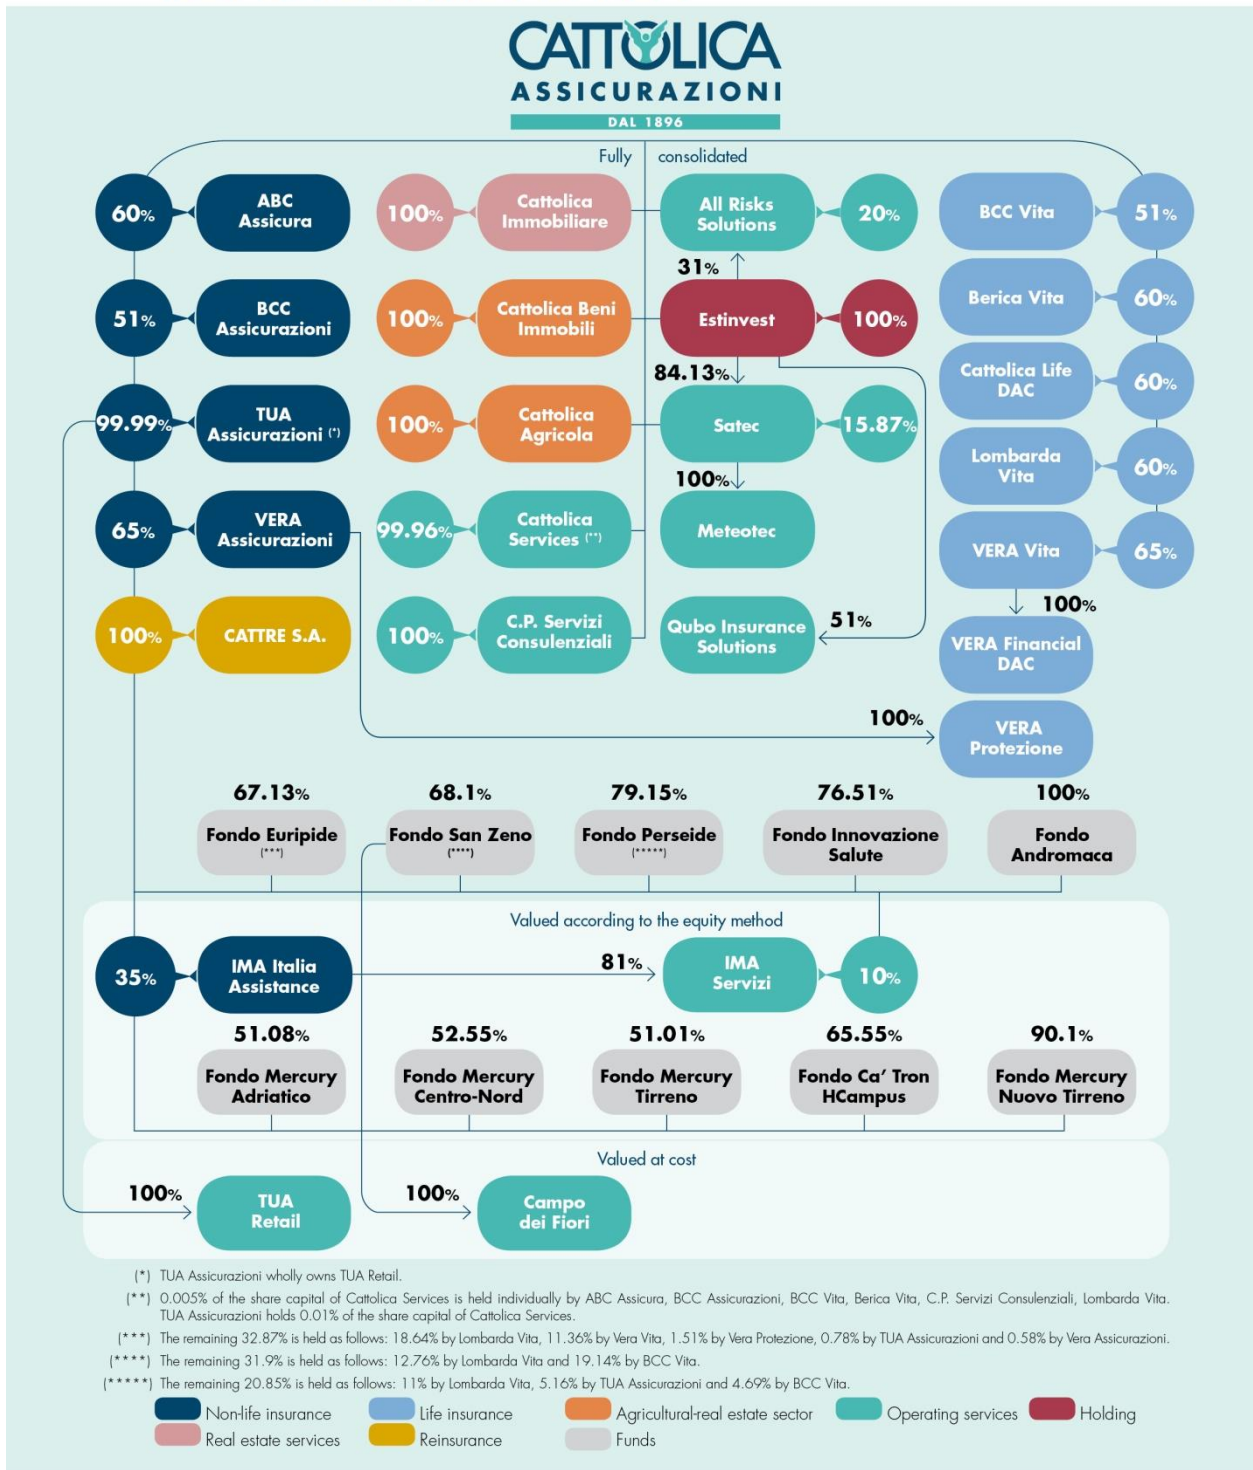 CATTOLICA
ASSICURAZIONI
DAL 1896
Fully consolidated
60%
ABC
Assicura
100%
Cattolica
Immobiliare
All Risks
Solutions
20%
BCC Vita
51%
31%
51%
BCC
Assicurazioni
100%
Cattolica Beni
Immobili
Estinvest
100%
Berica Vita
60%
84.13%
99.99%
TUA
Assicurazioni (*)
100%
Cattolica
Agricola
Satec
15.87%
Cattolica Life
DAC
60%
100%
Lombarda
Vita
60%
65%
VERA
Assicurazioni
99.96%
Cattolica
Services (**)
Meteotec
VERA Vita
65%
100%
100%
CATTRE S.A.
100%
C.P. Servizi
Consulenziali
Qubo Insurance
Solutions
51%
VERA Financial
DAC
100%
VERA
Protezione
67.13%
68.1%
79.15%
76.51%
100%
Fondo Euripide
(***)
Fondo San Zeno
(****)
Fondo Perseide
(*****)
Fondo Innovazione
Salute
Fondo
Andromaca
Valued according to the equity method
35%
IMA Italia
Assistance
81%
IMA
Servizi
10%
51.08%
52.55%
51.01%
65.55%
90.1%
Fondo Mercury
Adriatico
Fondo Mercury
Centro-Nord
Fondo Mercury
Tirreno
Fondo Ca’ Tron
HCampus
Fondo Mercury
Nuovo Tirreno
Valued at cost
100%
TUA
Retail
100%
Campo
dei Fiori
(*) TUA Assicurazioni wholly owns TUA Retail.
(**) 0.005% of the share capital of Cattolica Services is held individually by ABC Assicura, BCC Assicurazioni, BCC Vita, Berica Vita, C.P. Servizi Consulenziali, Lombarda Vita.
TUA Assicurazioni holds 0.01% of the share capital of Cattolica Services.
(***) The remaining 32.87% is held as follows: 18.64% by Lombarda Vita, 11.36% by Vera Vita, 1.51% by Vera Protezione, 0.78% by TUA Assicurazioni and 0.58% by Vera Assicurazioni.
(****) The remaining 31.9% is held as follows: 12.76% by Lombarda Vita and 19.14% by BCC Vita.
(*****) The remaining 20.85% is held as follows: 11% by Lombarda Vita, 5.16% by TUA Assicurazioni and 4.69% by BCC Vita.
Non-life insurance
Life insurance
Agricultural-real estate sector
Operating services
Holding
Real estate services
Reinsurance
Funds